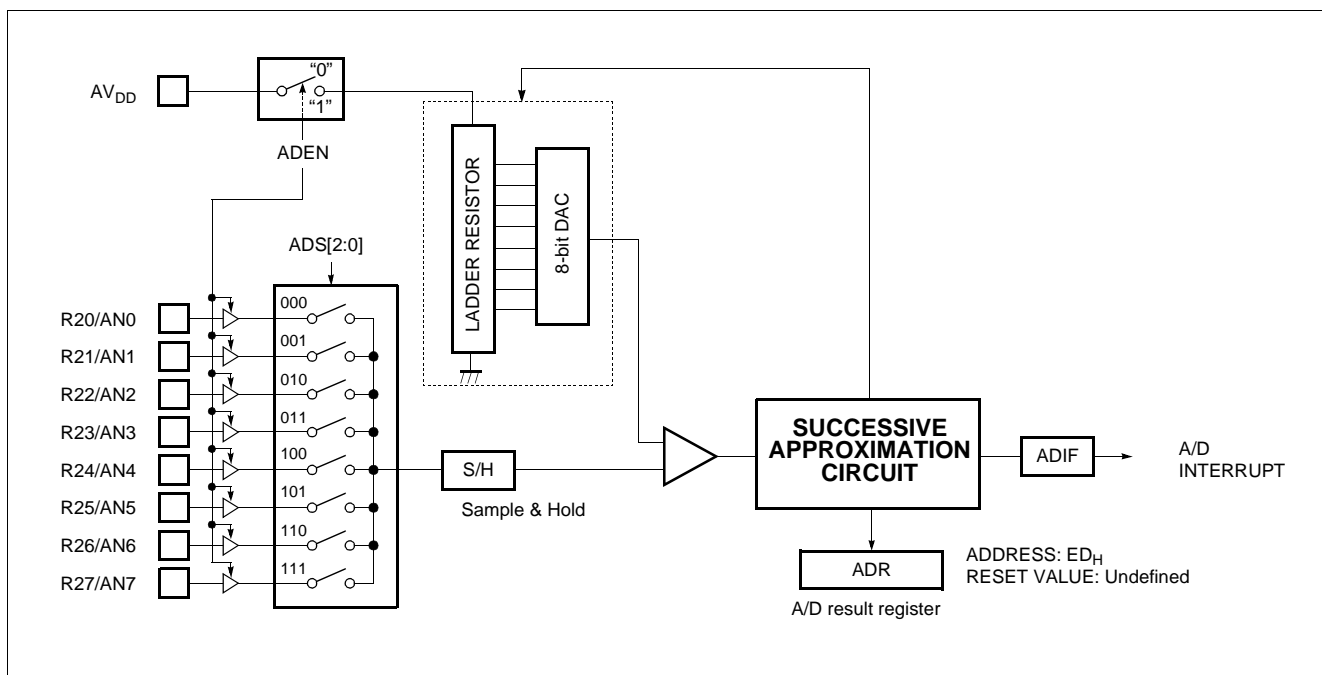 AVDD
“0”
“1”
ADEN
ADS[2:0]
LADDER RESISTOR
8-bit DAC
R20/AN0
000
R21/AN1
001
R22/AN2
010
R23/AN3
011
R24/AN4
100
R25/AN5
101
R26/AN6
110
R27/AN7
111
S/H
Sample & Hold
SUCCESSIVE
APPROXIMATION
CIRCUIT
ADIF
A/D
INTERRUPT
ADR
A/D result register
ADDRESS: EDH
RESET VALUE: Undefined